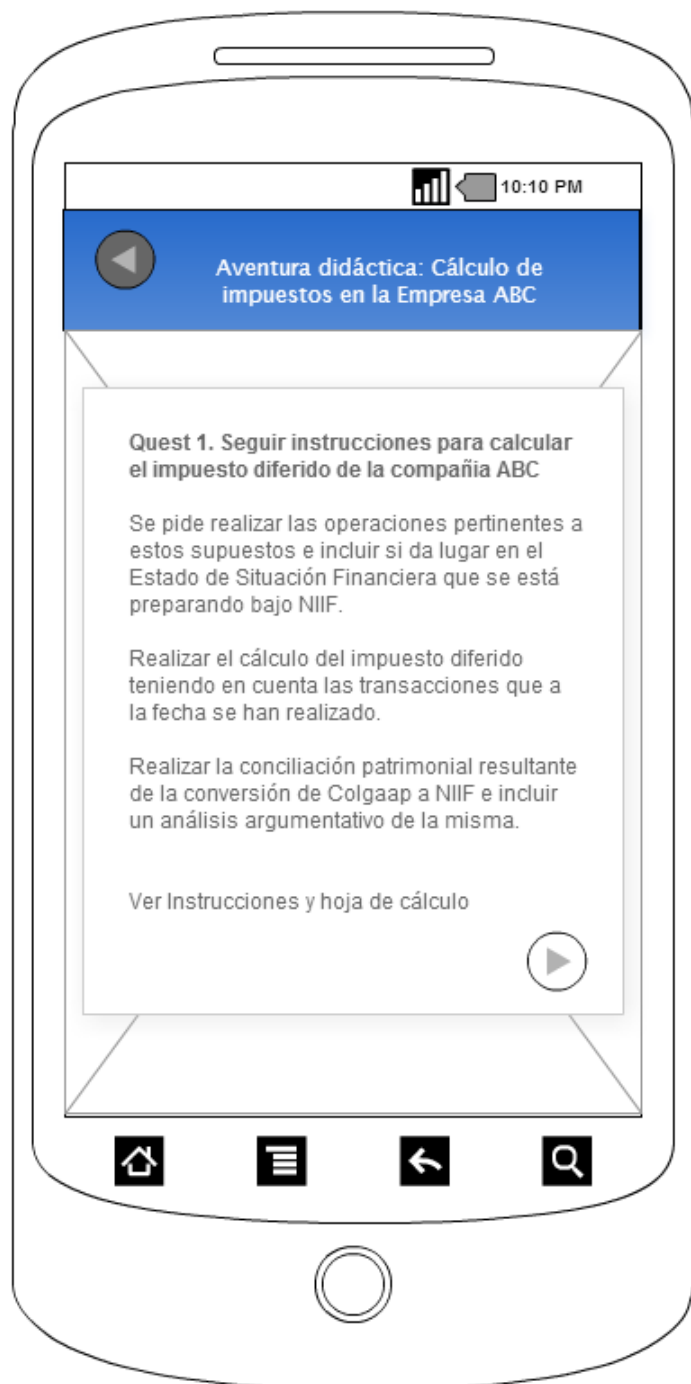 10:10 PM
Aventura didáctica: Cálculo de
impuestos en la Empresa ABC
Quest 1. Seguir instrucciones para calcular
el impuesto diferido de la compañia ABC
Se pide realizar las operaciones pertinentes a
estos supuestos e incluir si da lugar en el
Estado de Situación Financiera que se está
preparando bajo NIIF.
Realizar el cálculo del impuesto diferido
teniendo en cuenta las transacciones que a
la fecha se han realizado.
Realizar la conciliación patrimonial resultante
de la conversión de Colgaap a NIIF e incluir
un análisis argumentativo de la misma.
Ver Instrucciones y hoja de cálculo